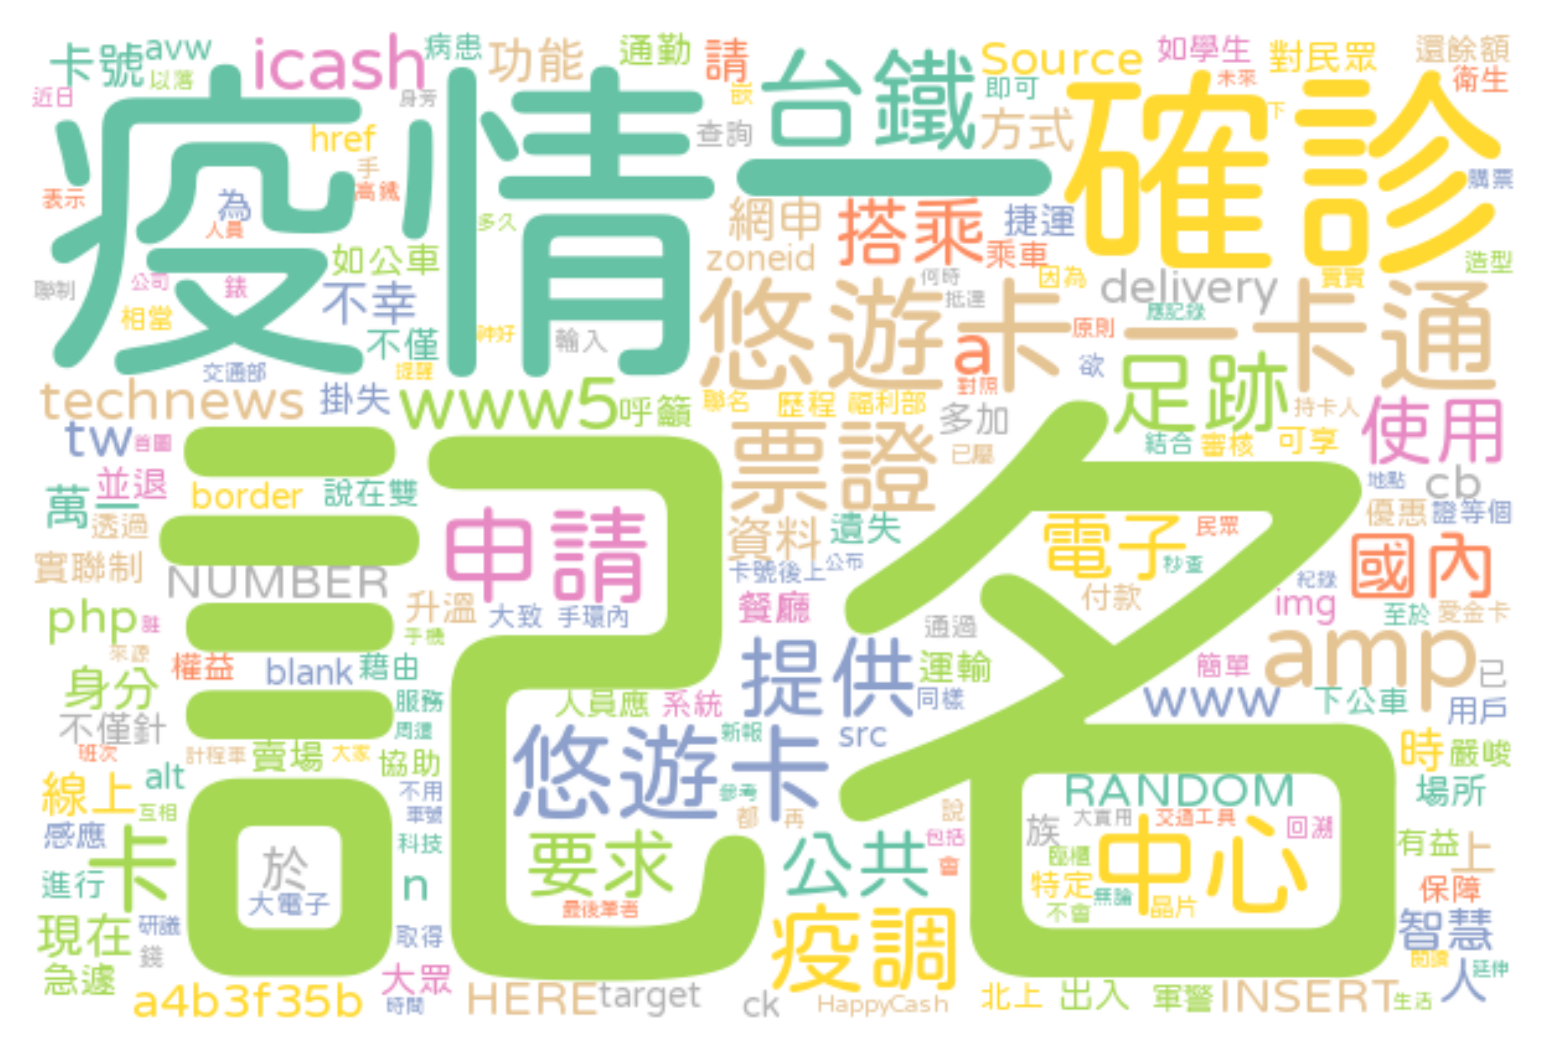 卡號
avw
icash
病患
功能
通勤
請
台鐵
Source
如學生
對民眾
還餘額
以落
近日
身旁
嵌
即可
未來
衛生
疫情
確診
href
查詢
方式
下
手
高鐵
一
購票
表示
為
人員
多久
網申
搭乘
捷運
如公車
zoneid
乘車
造型
聯制
公司
錶
不幸
何時
因為
delivery
實實
相當
抵達
應記錄
悠遊卡
一卡通
不僅
神好
輸入
a
原則
交通部
提醒
對照
欲
足跡
technews
掛失
www5
呼籲
聯名
歷程
福利部
多加
持卡人
使用
tw
首圖
票證
已屬
結合
審核
可享
並退
地點
cb
萬一
border
說在雙
優惠
證等個
透過
申請
資料
遺失
電子
民眾
國內
實聯制
NUMBER
卡號後上
公布
秒查
記名
紀錄
php
升溫
大致
手環內
餐廳
付款
img
至於
愛金卡
手機
通過
來源
權益
blank
藉由
提供
運輸
簡單
amp
已
身分
服務
人員應
系統
同樣
www
下公車
用戶
不僅針
周遭
新報
src
班次
計程車
賣場
大家
協助
悠遊卡
時
嚴峻
線上
alt
不用
參考
RANDOM
場所
互相
車號
都
再
說
族
大實用
交通工具
回溯
感應
卡
科技
要求
公共
包括
臨櫃
中心
有益
上
進行
於
n
會
特定
無論
保障
大電子
最後筆者
不會
晶片
現在
研議
取得
疫調
智慧
錢
急遽
大眾
人
延伸
a4b3f35b
時間
HERE
target
ck
HappyCash
北上
出入
軍警
INSERT
生活